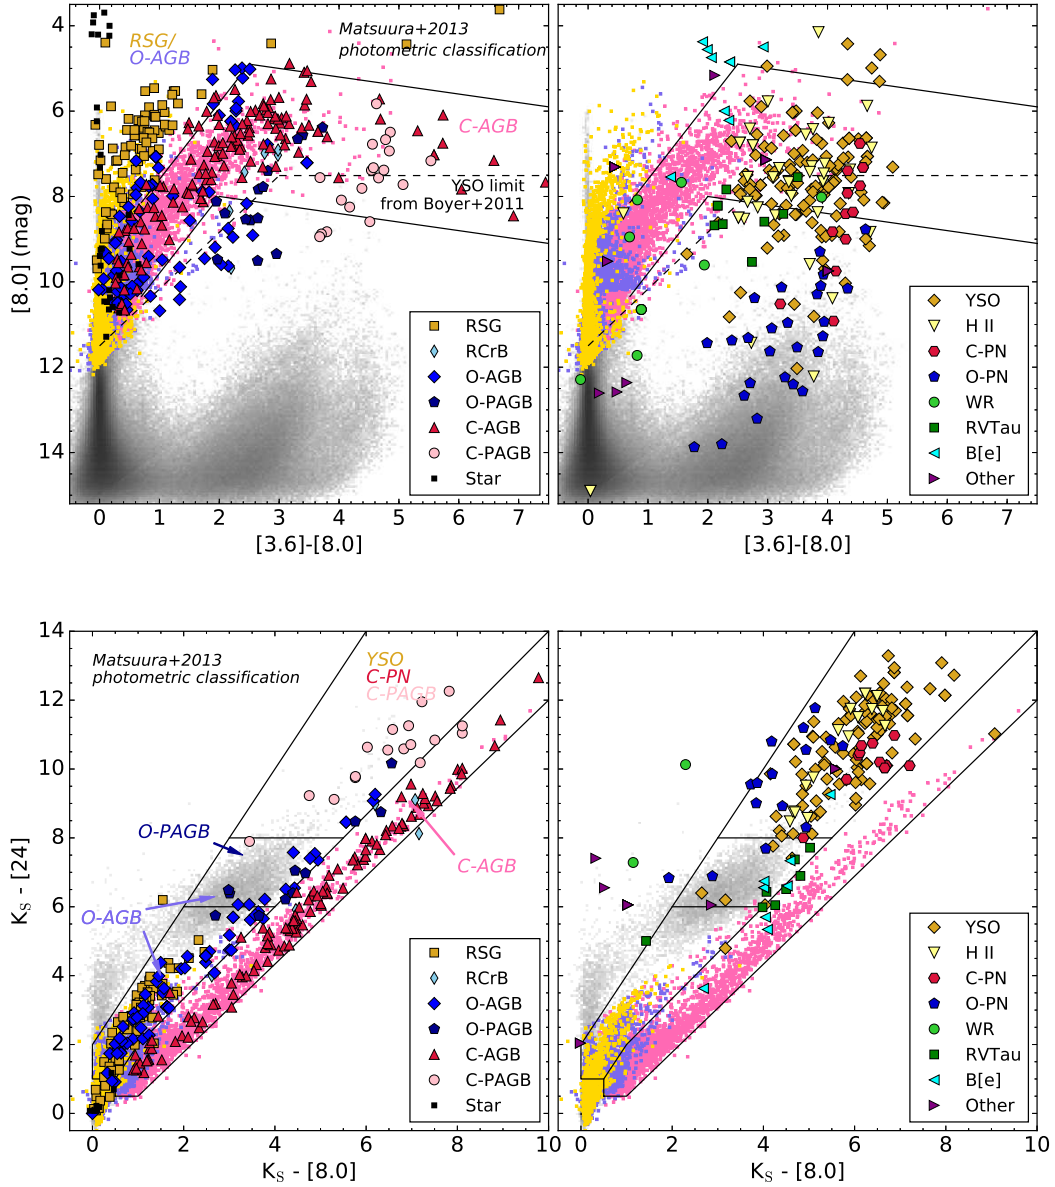 4
6
8
10
12
14
[8.0] (mag)
RSG/
O-AGB
Matsuura+2013
photometric classification
C-AGB
YSO limit
from Boyer+2011
RSG
RCrB
O-AGB
O-PAGB
C-AGB
C-PAGB
Star
0 1 2 3 4 5 6 7
[3.6]-[8.0]
YSO
H II
C-PN
O-PN
WR
RVTau
B[e]
Other
0 1 2 3 4 5 6 7
[3.6]-[8.0]
14
12
10
8
6
4
2
0
K_S - [24]
Matsuura+2013
photometric classification
YSO
C-PN
C-PAGB
O-PAGB
O-AGB
C-AGB
RSG
RCrB
O-AGB
O-PAGB
C-AGB
C-PAGB
Star
0 2 4 6 8 10
K_S - [8.0]
YSO
H II
C-PN
O-PN
WR
RVTau
B[e]
Other
0 2 4 6 8 10
K_S - [8.0]